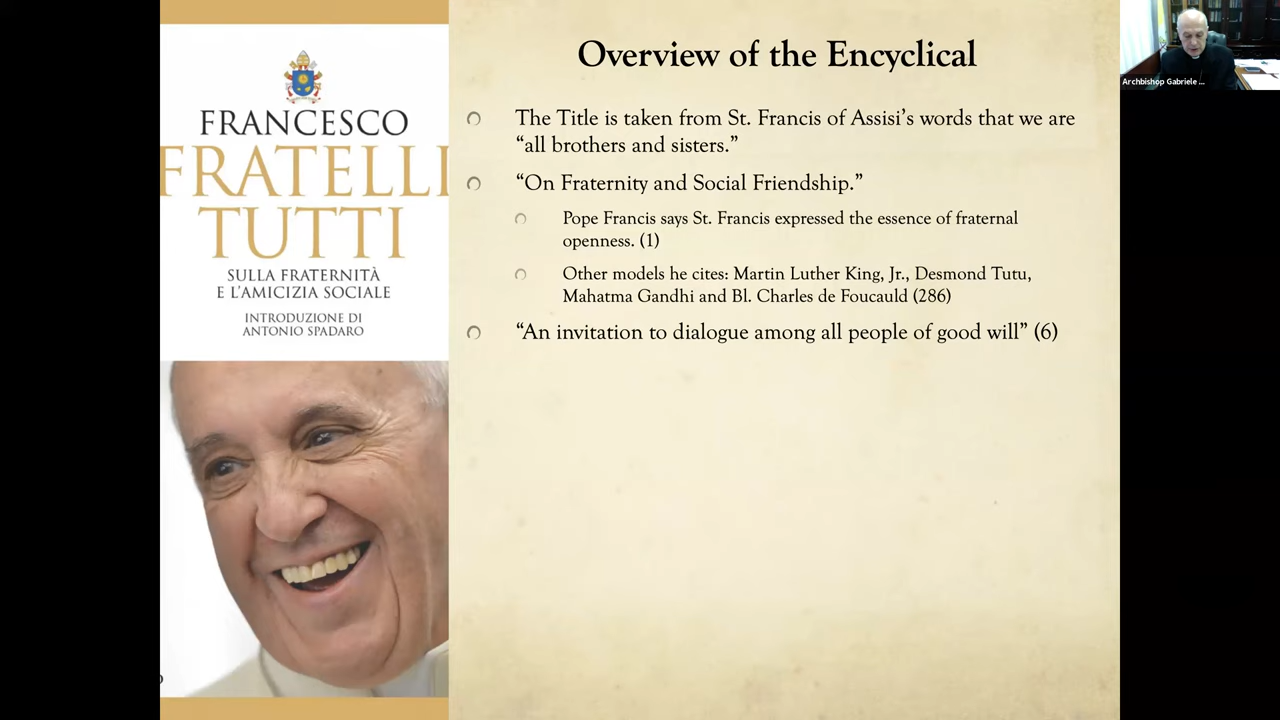 FRANCESCO
FRATELLI
TUTTI
SULLA FRATERNITÀ
E L'AMICIZIA SOCIALE
INTRODUZIONE DI
ANTONIO SPADARO
Overview of the Encyclical
The Title is taken from St. Francis of Assisi's words that we are
“all brothers and sisters.”
“On Fraternity and Social Friendship.”
Pope Francis says St. Francis expressed the essence of fraternal
openness. (1)
Other models he cites: Martin Luther King, Jr., Desmond Tutu,
Mahatma Gandhi and Bl. Charles de Foucauld (286)
“An invitation to dialogue among all people of good will” (6)
Archbishop Gabriele ...